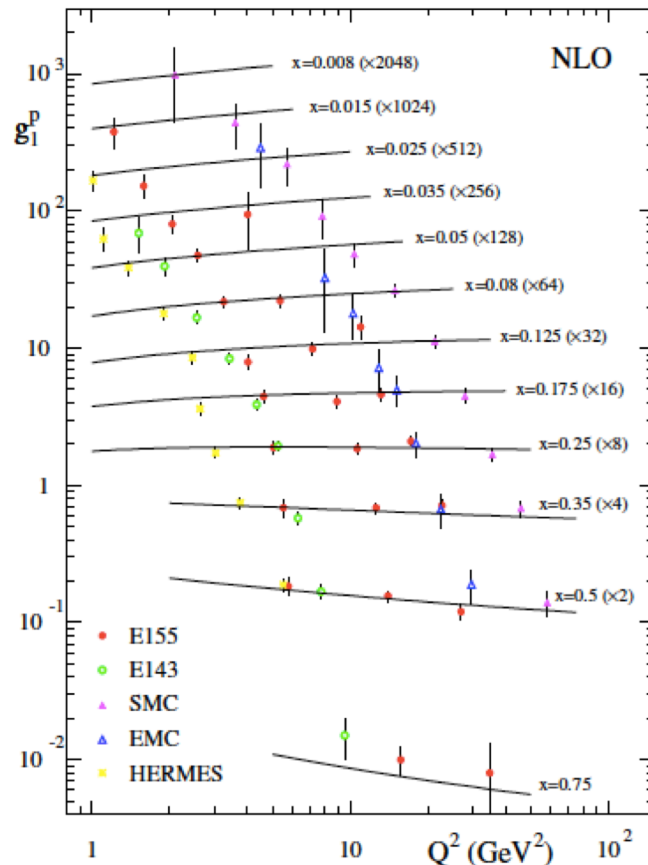 NLO
g₁ᵖ
10³
10²
10
1
10⁻¹
10⁻²
x=0.008 (×2048)
x=0.015 (×1024)
x=0.025 (×512)
x=0.035 (×256)
x=0.05 (×128)
x=0.08 (×64)
x=0.125 (×32)
x=0.175 (×16)
x=0.25 (×8)
x=0.35 (×4)
x=0.5 (×2)
x=0.75
E155
E143
SMC
EMC
HERMES
1
10
Q² (GeV²)
10²